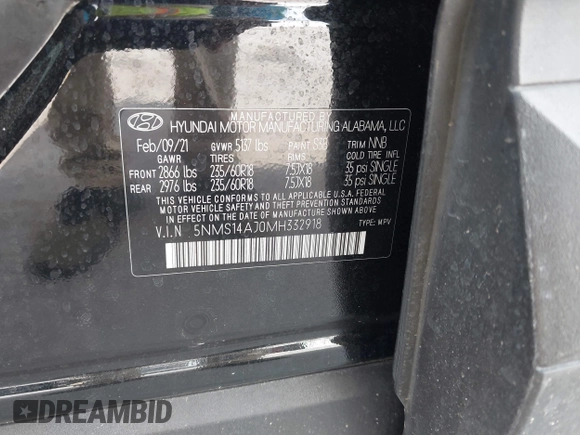 MANUFACTURED BY
HYUNDAI MOTOR MANUFACTURING ALABAMA, LLC
Feb/09/21 GVWR 5137 lbs PAINT S3B TRIM NNB
GAWR TIRES RIMS COLD TIRE INFL
FRONT 2866 lbs 235/60R18 7.5JX18 35 psi SINGLE
REAR 2976 lbs 235/60R18 7.5JX18 35 psi SINGLE
THIS VEHICLE CONFORMS TO ALL APPLICABLE U.S.A. FEDERAL
MOTOR VEHICLE SAFETY AND BUMPER STANDARDS
IN EFFECT ON THE DATE OF MANUFACTURE SHOWN ABOVE.
V.I.N 5NMS14AJ0MH332918 TYPE: MPV
DREAMBID